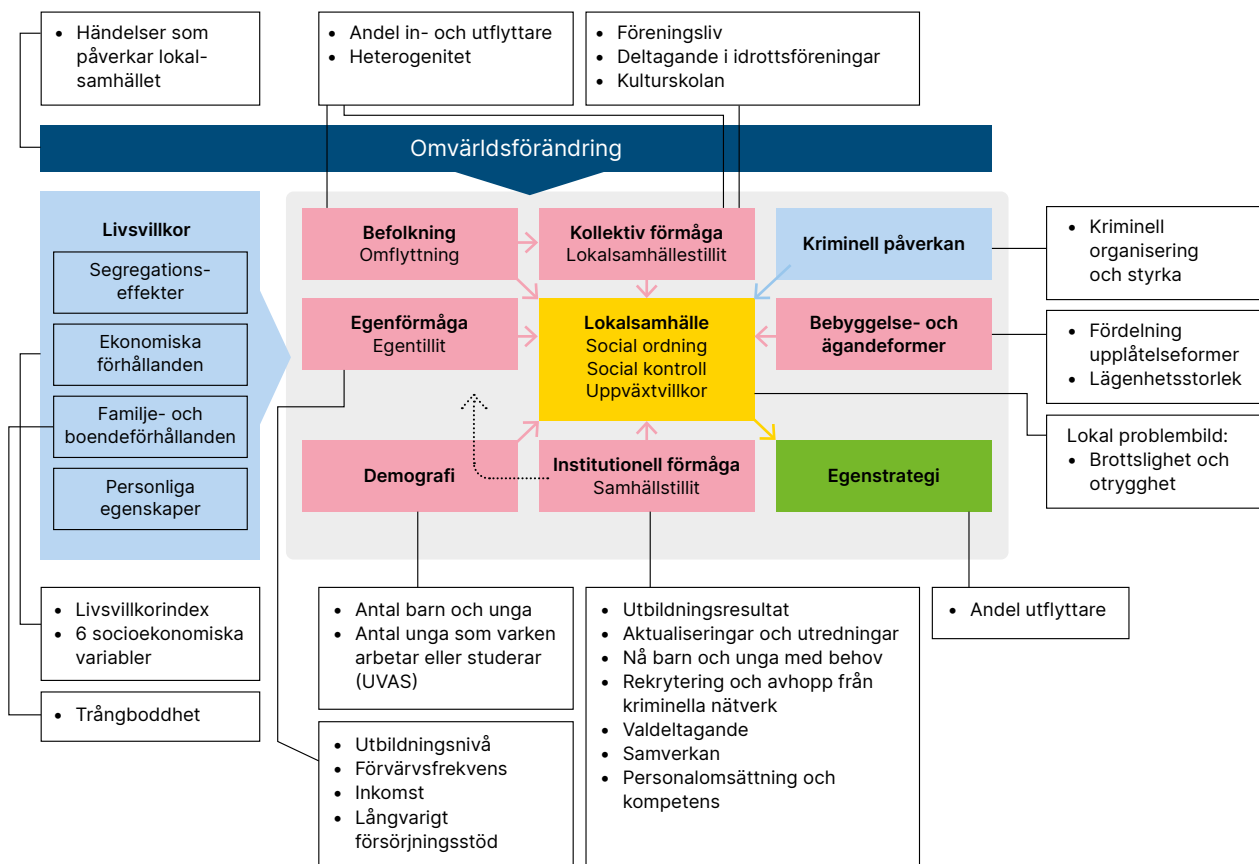 • Händelser som
påverkar lokal-
samhället
• Andel in- och utflyttare
• Heterogenitet
• Föreningsliv
• Deltagande i idrottsföreningar
• Kulturskolan
Omvärldsförändring
Livsvillkor
Segregations-
effekter
Ekonomiska
förhållanden
Familje- och
boendeförhållanden
Personliga
egenskaper
Befolkning
Omflyttning
Kollektiv förmåga
Lokalsamhällestillit
Kriminell påverkan
Egenförmåga
Egentillit
Lokalsamhälle
Social ordning
Social kontroll
Uppväxtvillkor
Bebyggelse- och
ägandeformer
Demografi
Institutionell förmåga
Samhällstillit
Egenstrategi
• Kriminell
organisering
och styrka
• Fördelning
upplåtelseformer
• Lägenhetsstorlek
Lokal problembild:
• Brottslighet och
otrygghet
• Livsvillkorindex
• 6 socioekonomiska
variabler
• Trångboddhet
• Antal barn och unga
• Antal unga som varken
arbetar eller studerar
(UVAS)
• Utbildningsnivå
• Förvärvsfrekvens
• Inkomst
• Långvarigt
försörjningsstöd
• Utbildningsresultat
• Aktualiseringar och utredningar
• Nå barn och unga med behov
• Rekrytering och avhopp från
kriminella nätverk
• Valdeltagande
• Samverkan
• Personalomsättning och
kompetens
• Andel utflyttare